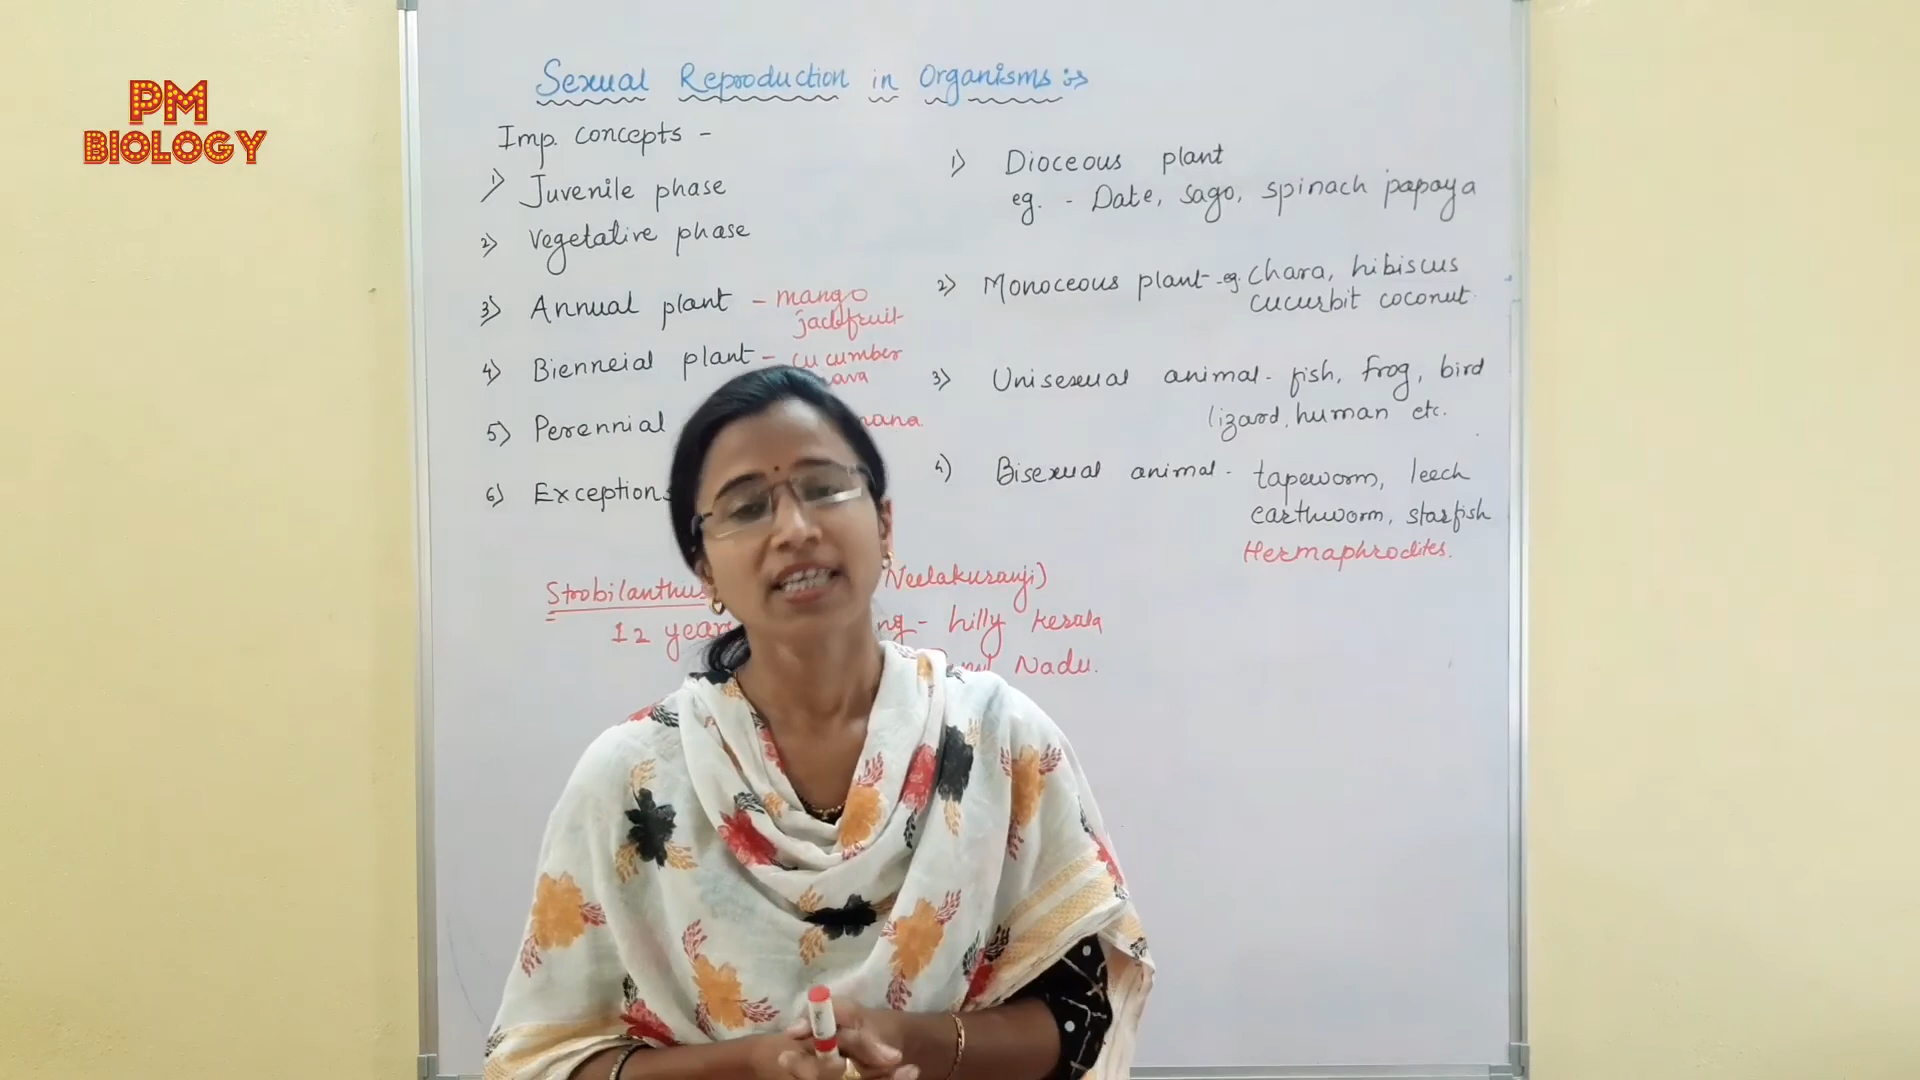 PM
BIOLOGY
Sexual Reproduction in Organisms :->
Imp. concepts -
1> Juvenile phase
2> Vegetative phase
3> Annual plant - mango
jackfruit
4> Bienneial plant - cucumber
5) Perennial
6) Exceptions
Strobilanthus Neelakuranji)
12 years ng - hilly Kerala
Nadu.
1) Dioceous plant
eg. - Date, sago, spinach papaya
2) Monoceous plant - eg. chara, hibiscus
cucurbit coconut.
3) Unisexual animal - fish, frog, bird
lizard, human etc.
4) Bisexual animal - tapeworm, leech
earthworm, starfish
Hermaphrodites.